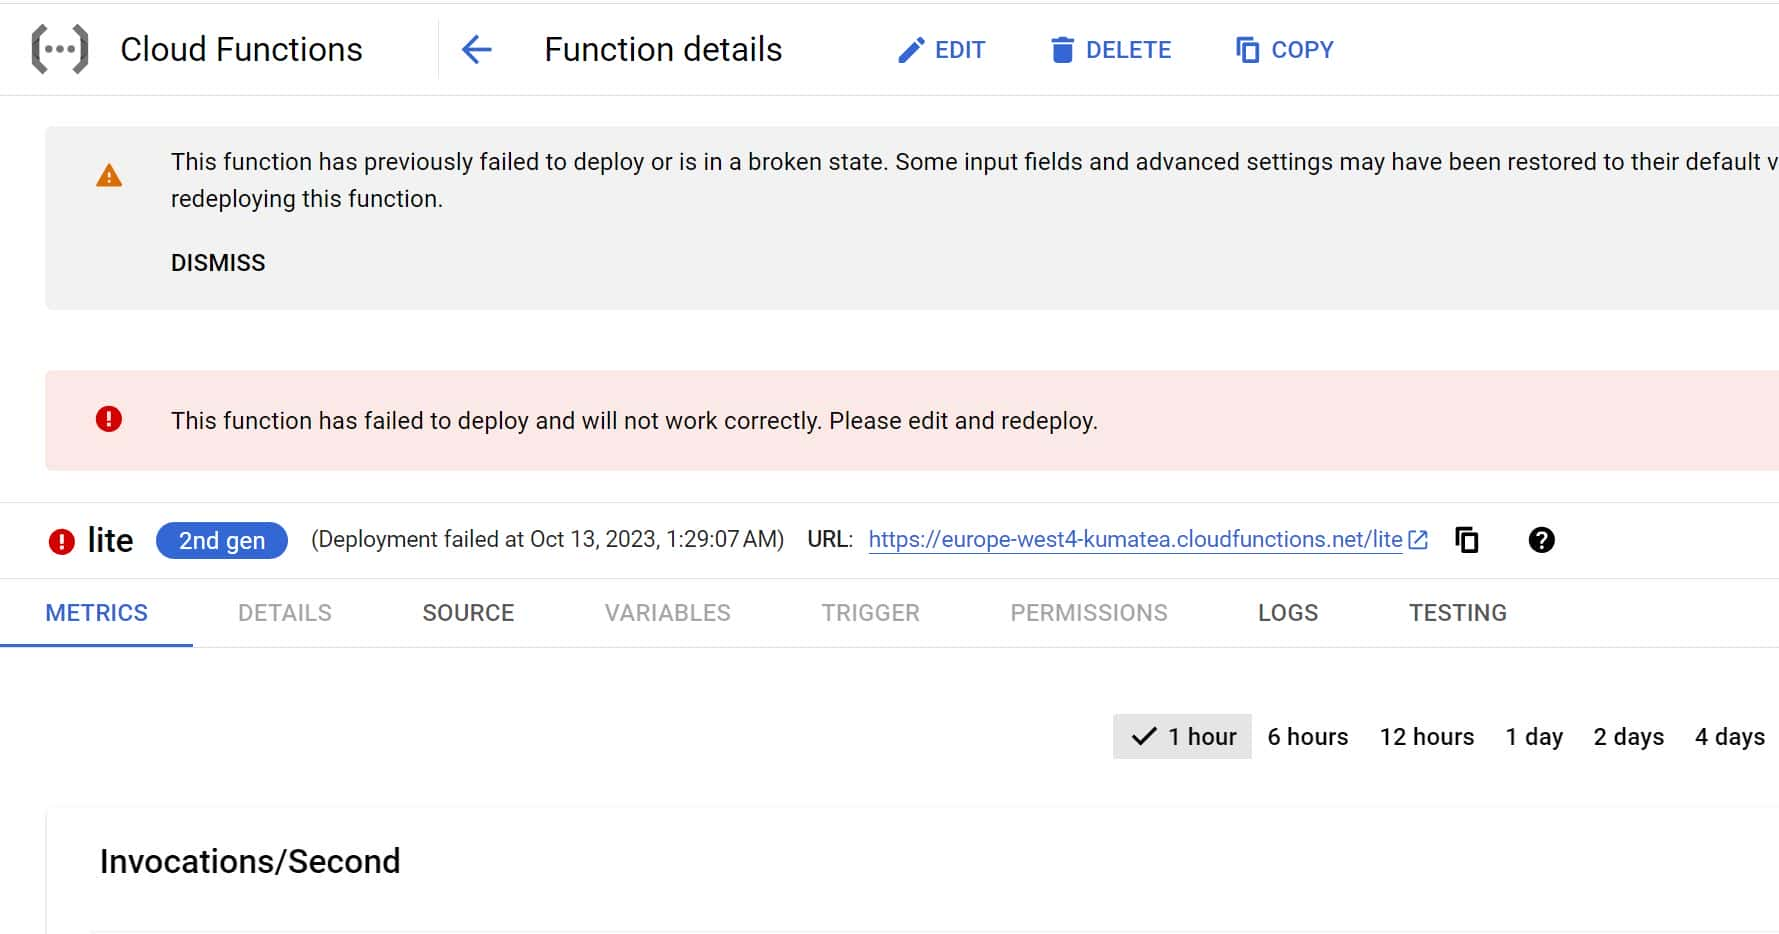 Cloud Functions
Function details
EDIT
DELETE
COPY
This function has previously failed to deploy or is in a broken state. Some input fields and advanced settings may have been restored to their default v
redeploying this function.
DISMISS
This function has failed to deploy and will not work correctly. Please edit and redeploy.
lite 2nd gen (Deployment failed at Oct 13, 2023, 1:29:07 AM) URL: https://europe-west4-kumatea.cloudfunctions.net/lite
METRICS DETAILS SOURCE VARIABLES TRIGGER PERMISSIONS LOGS TESTING
1 hour 6 hours 12 hours 1 day 2 days 4 days
Invocations/Second